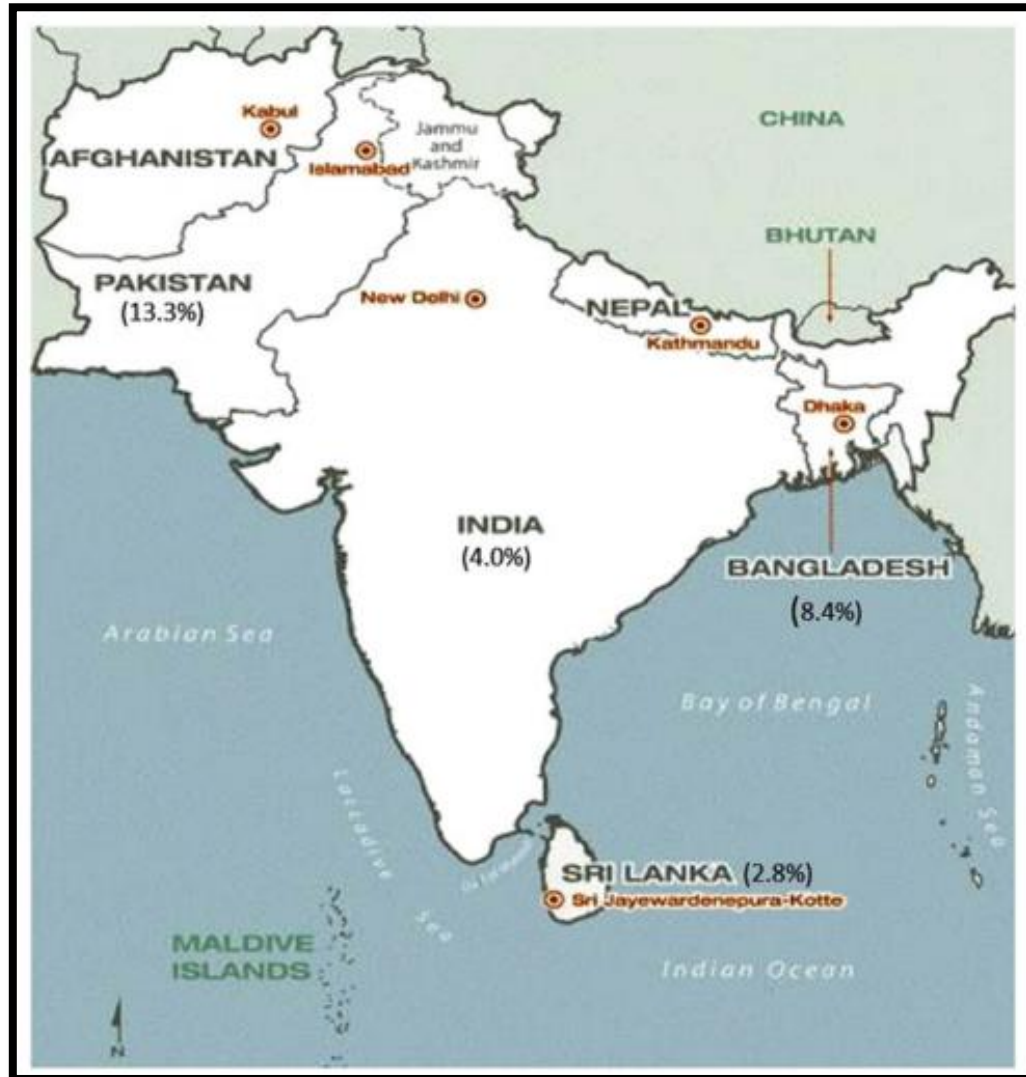 CHINA
Kabul
AFGHANISTAN
Jammu
and
Kashmir
Islamabad
BHUTAN
PAKISTAN
(13.3%)
New Delhi
NEPAL
Kathmandu
Dhaka
INDIA
(4.0%)
BANGLADESH
(8.4%)
Arabian Sea
Bay of Bengal
Andaman Sea
Laccadive
Sea
SRI LANKA (2.8%)
Sri Jayewardenepura-Kotte
MALDIVE
ISLANDS
Indian Ocean
N